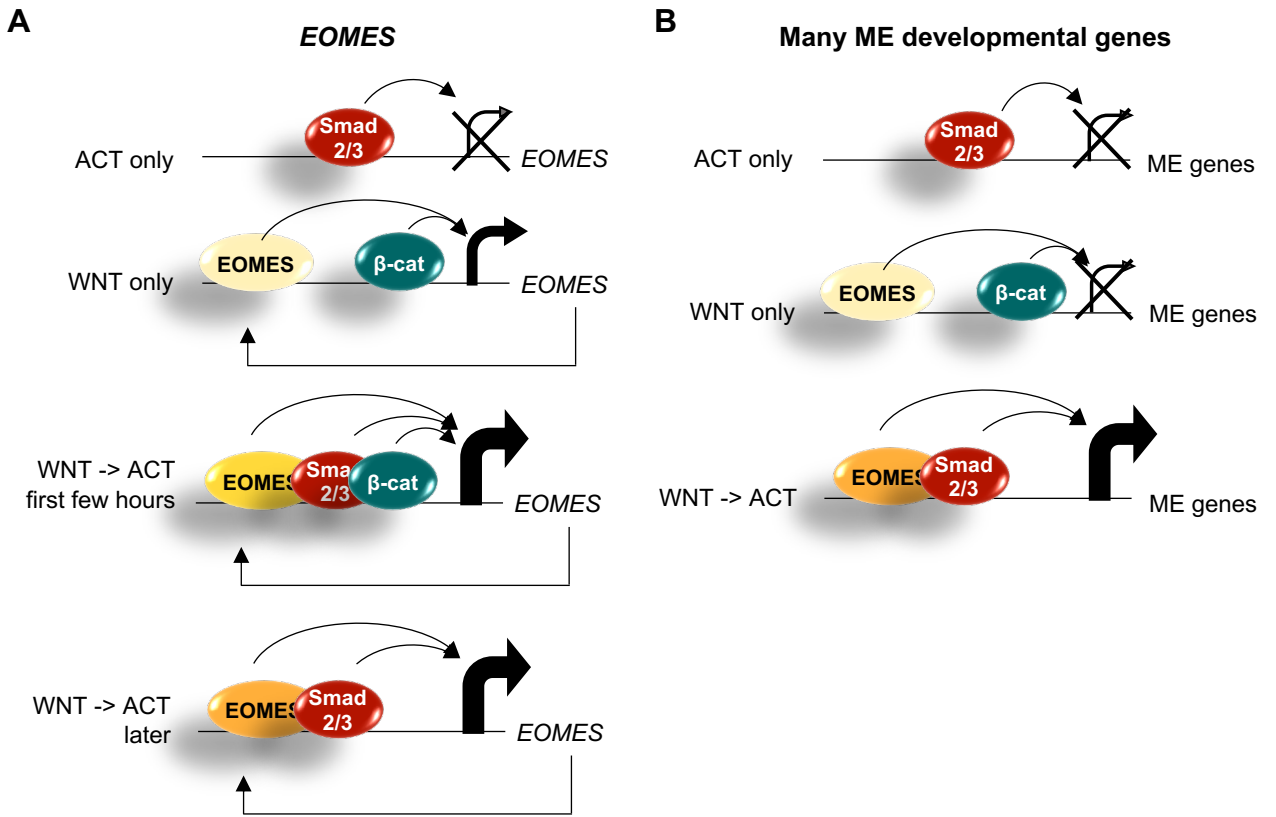 A
EOMES
ACT only
Smad
2/3
EOMES
WNT only
EOMES
β-cat
EOMES
WNT -> ACT
first few hours
EOMES
Sma
2/3
β-cat
EOMES
WNT -> ACT
later
EOMES
Smad
2/3
EOMES
B
Many ME developmental genes
ACT only
Smad
2/3
ME genes
WNT only
EOMES
β-cat
ME genes
WNT -> ACT
EOMES
Smad
2/3
ME genes